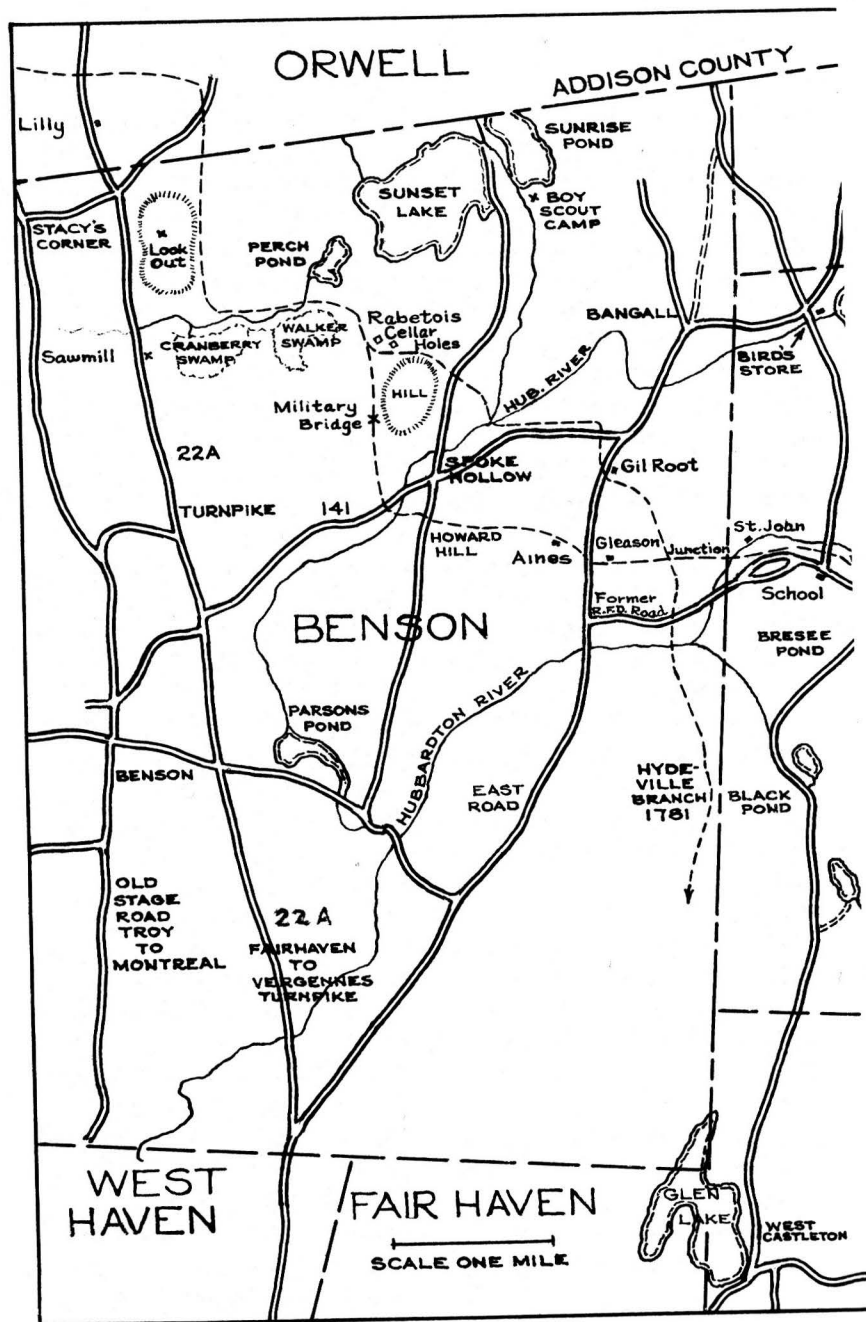 ORWELL
ADDISON COUNTY
Lilly
SUNRISE
POND
SUNSET
LAKE
BOY
SCOUT
CAMP
STACY'S
CORNER
Look
Out
PERCH
POND
Rabetois
Cellar
Holes
BANGALL
Sawmill
CRANBERRY
SWAMP
WALKER
SWAMP
BIRD'S
STORE
HILL
HUB. RIVER
Military
Bridge
22A
SPOKE
HOLLOW
Gil Root
TURNPIKE
141
HOWARD
HILL
Aines
Gleason
Junction
St. John
Former
R.F.D. Road
School
BENSON
BRESEE
POND
PARSONS
POND
HUBBARDTON RIVER
BENSON
EAST
ROAD
HYDE-
VILLE
BRANCH
1781
BLACK
POND
OLD
STAGE
ROAD
TROY
TO
MONTREAL
22A
FAIRHAVEN
TO
VERGENNES
TURNPIKE
WEST
HAVEN
FAIR HAVEN
SCALE ONE MILE
GLEN
LAKE
WEST
CASTLETON